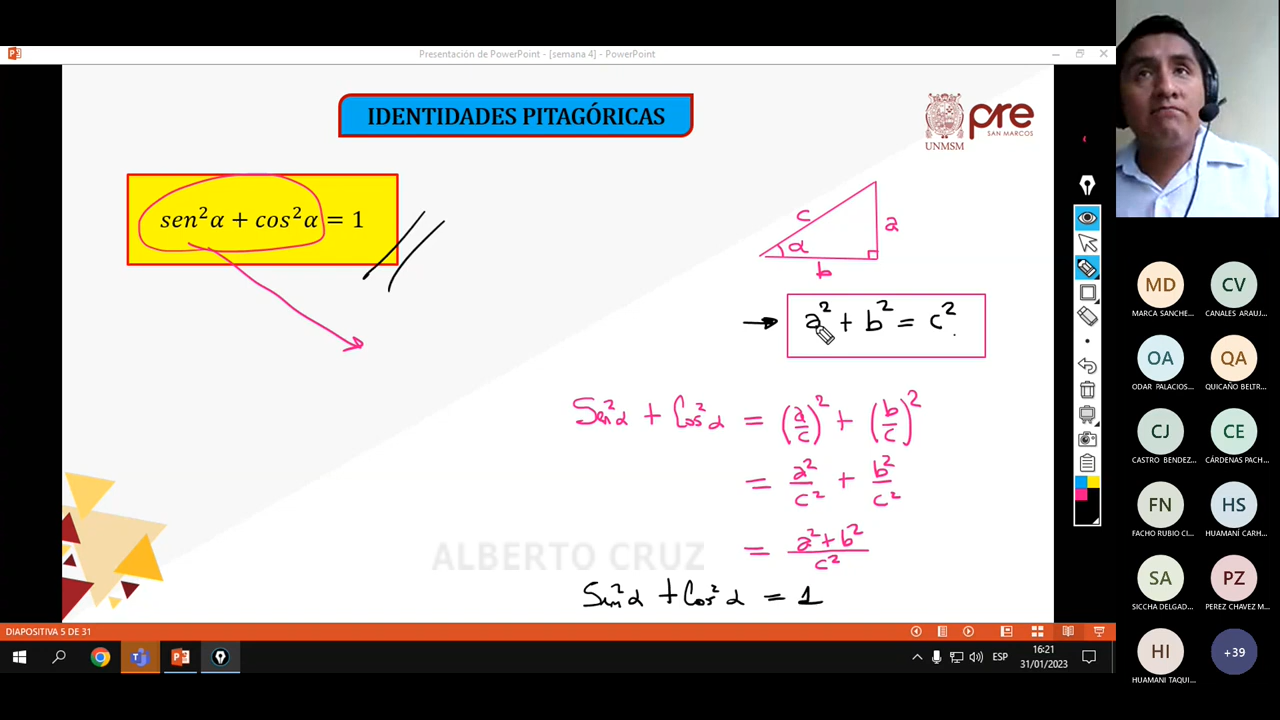 Presentación de PowerPoint - [semana 4] - PowerPoint
IDENTIDADES PITAGÓRICAS
UNMSM
pre
SAN MARCOS
sen²α + cos²α = 1
c
a
α
b
→ a² + b² = c²
Sen²α + Cos²α = (a/c)² + (b/c)²
= a²/c² + b²/c²
= (a²+b²)/c²
Sen²α + Cos²α = 1
ALBERTO CRUZ
DIAPOSITIVA 5 DE 31
ESP
16:21
31/01/2023
MD
MARCA SANCHE...
CV
CANALES ARAUJ...
OA
ODAR PALACIOS...
QA
QUICAÑO BELTR...
CJ
CASTRO BENDEZ...
CE
CÁRDENAS PACH...
FN
FACHO RUBIO CI...
HS
HUAMANÍ CARH...
SA
SICCHA DELGAD...
PZ
PEREZ CHAVEZ M...
HI
HUAMANI TAQUI...
+39